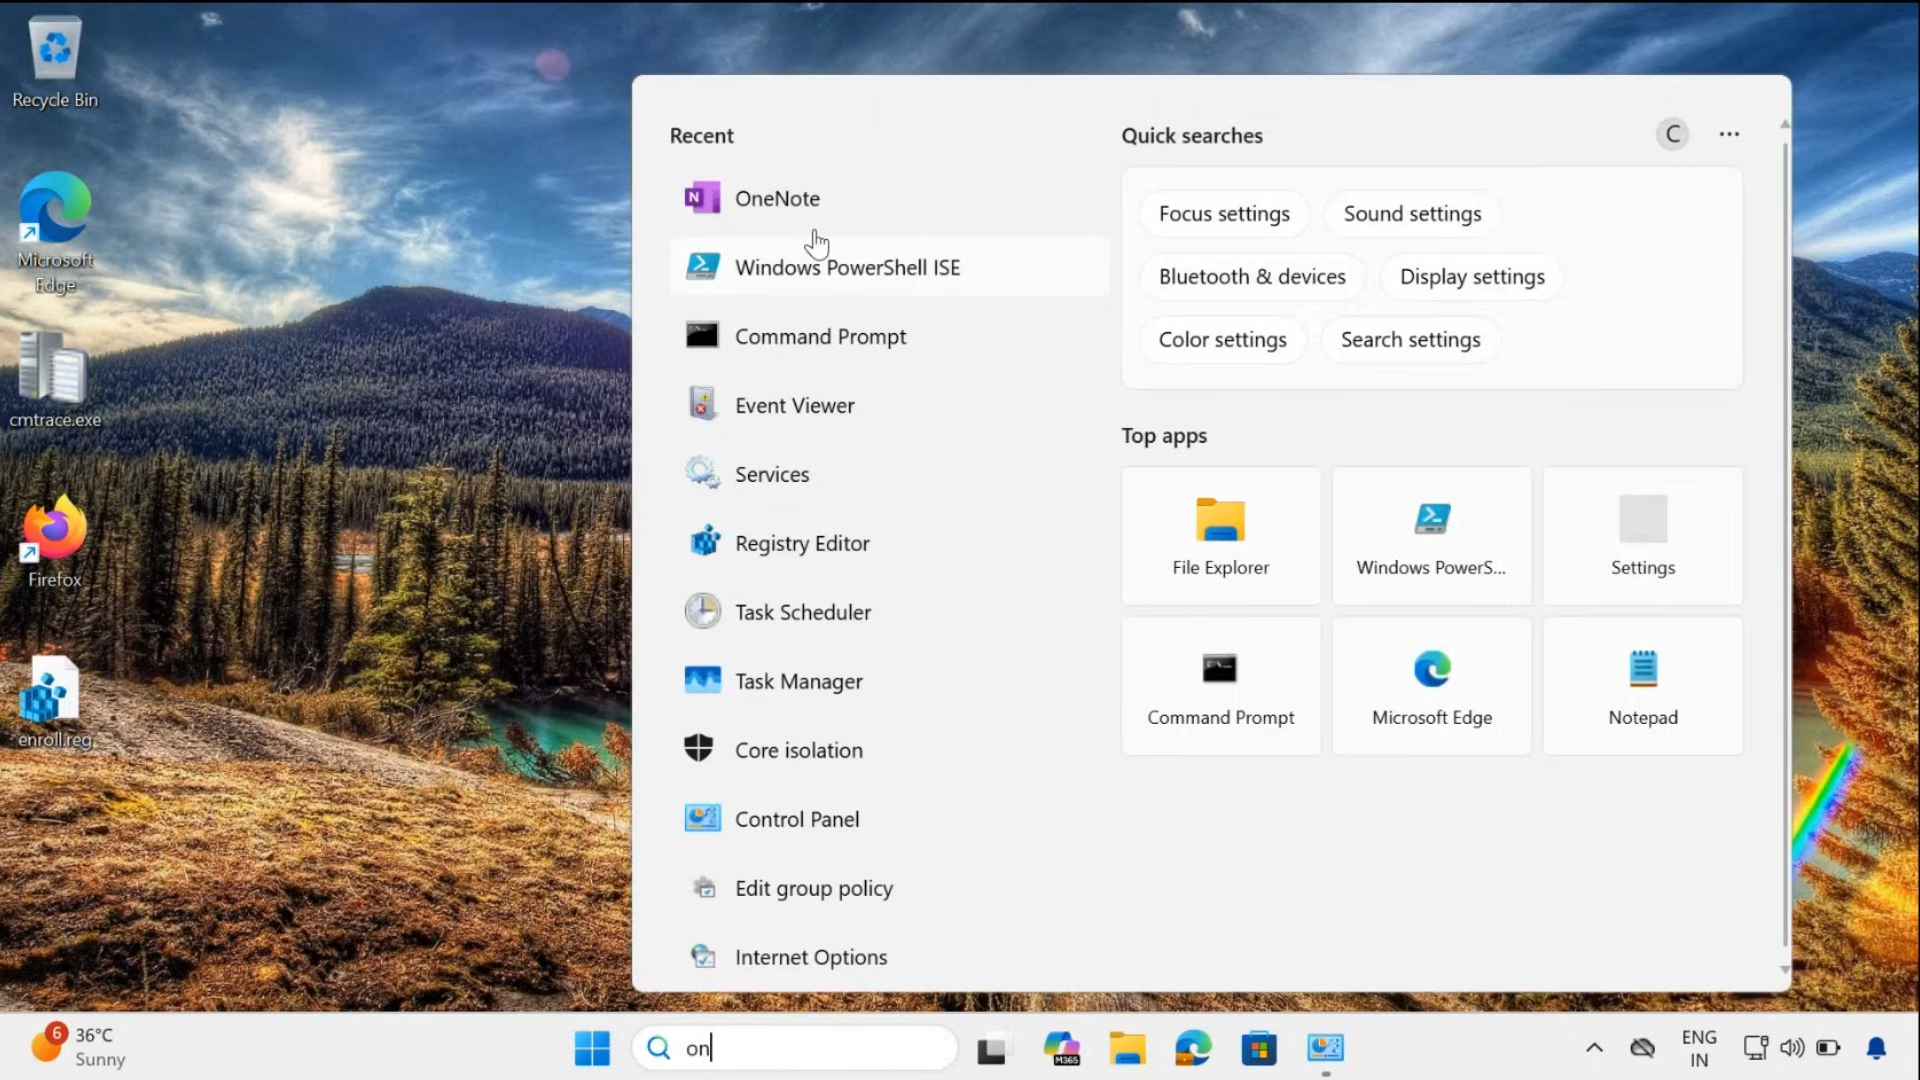 Recycle Bin
Microsoft
Edge
cmtrace.exe
Firefox
enroll.reg
Recent
OneNote
Windows PowerShell ISE
Command Prompt
Event Viewer
Services
Registry Editor
Task Scheduler
Task Manager
Core isolation
Control Panel
Edit group policy
Internet Options
Quick searches
C
Focus settings
Sound settings
Bluetooth & devices
Display settings
Color settings
Search settings
Top apps
File Explorer
Windows PowerS...
Settings
Command Prompt
Microsoft Edge
Notepad
6
36°C
Sunny
on
M365
ENG
IN